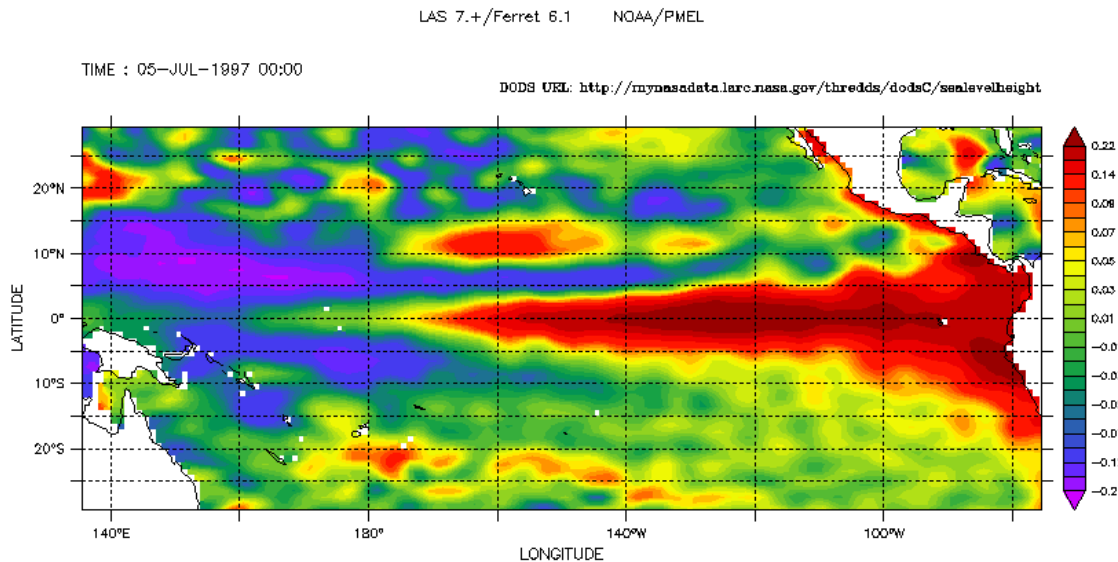 LAS 7.+/Ferret 6.1 NOAA/PMEL
TIME : 05-JUL-1997 00:00
DODS URL: http://mynasadata.larc.nasa.gov/thredds/dodsC/sealevelheight
20°N
10°N
0°
10°S
20°S
LATITUDE
140°E 180° 140°W 100°W
LONGITUDE
0.22
0.14
0.09
0.07
0.05
0.04
0.03
0.01
-0.0
-0.0
-0.0
-0.1
-0.2